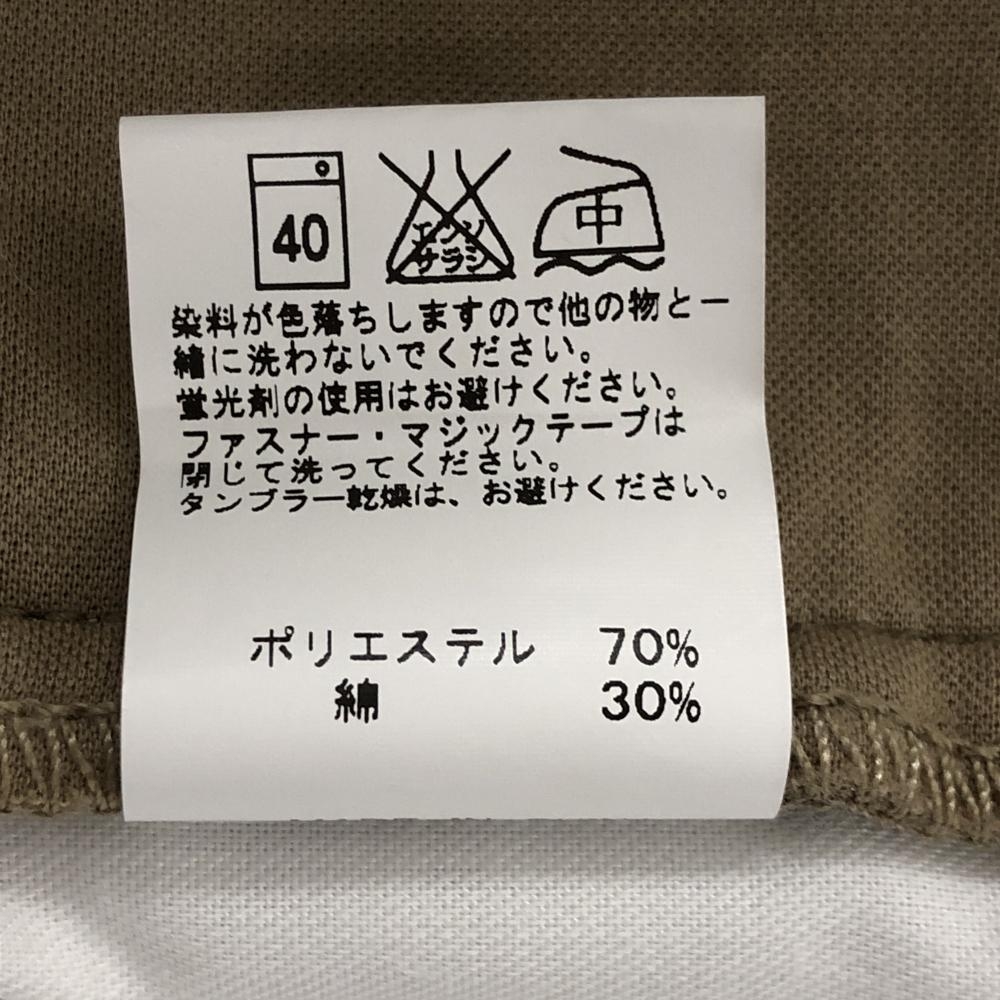 40
エンソ
サラシ
中
染料が色落ちしますので他の物と一
緒に洗わないでください。
蛍光剤の使用はお避けください。
ファスナー・マジックテープは
閉じて洗ってください。
タンブラー乾燥は、お避けください。
ポリエステル 70%
綿 30%